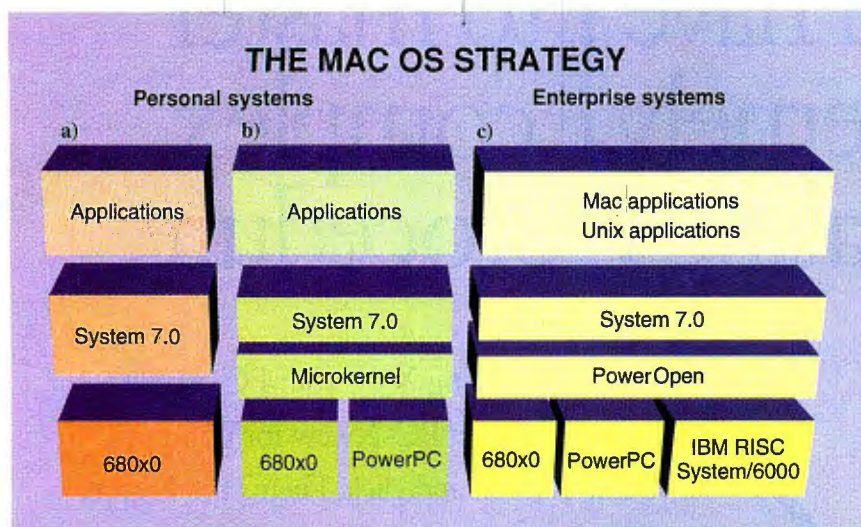 THE MAC OS STRATEGY
Personal systems
Enterprise systems
a)
b)
c)
Applications
Applications
Mac applications
Unix applications
System 7.0
System 7.0
System 7.0
Microkernel
PowerOpen
680x0
680x0
PowerPC
680x0
PowerPC
IBM RISC
System/6000